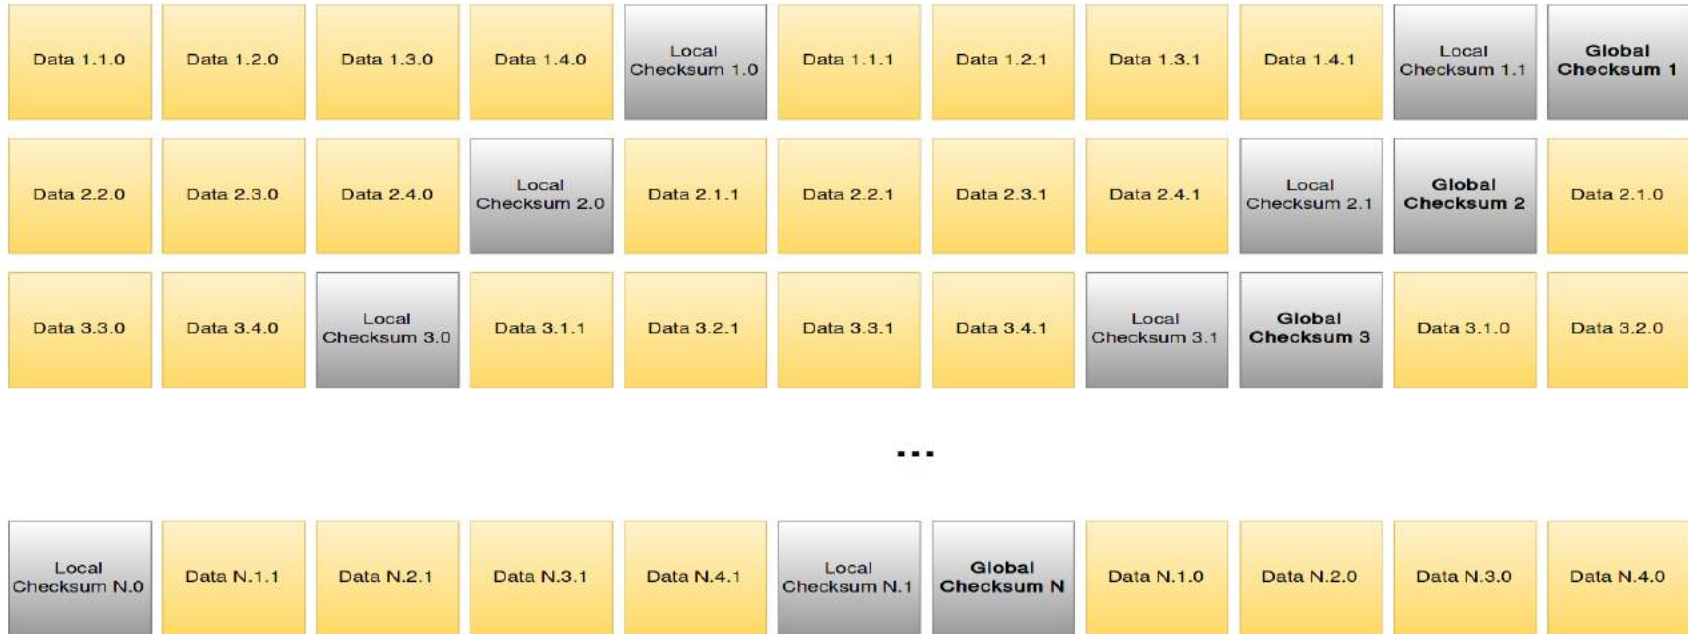 Data 1.1.0
Data 1.2.0
Data 1.3.0
Data 1.4.0
Local
Checksum 1.0
Data 1.1.1
Data 1.2.1
Data 1.3.1
Data 1.4.1
Local
Checksum 1.1
Global
Checksum 1
Data 2.2.0
Data 2.3.0
Data 2.4.0
Local
Checksum 2.0
Data 2.1.1
Data 2.2.1
Data 2.3.1
Data 2.4.1
Local
Checksum 2.1
Global
Checksum 2
Data 2.1.0
Data 3.3.0
Data 3.4.0
Local
Checksum 3.0
Data 3.1.1
Data 3.2.1
Data 3.3.1
Data 3.4.1
Local
Checksum 3.1
Global
Checksum 3
Data 3.1.0
Data 3.2.0
...
Local
Checksum N.0
Data N.1.1
Data N.2.1
Data N.3.1
Data N.4.1
Local
Checksum N.1
Global
Checksum N
Data N.1.0
Data N.2.0
Data N.3.0
Data N.4.0